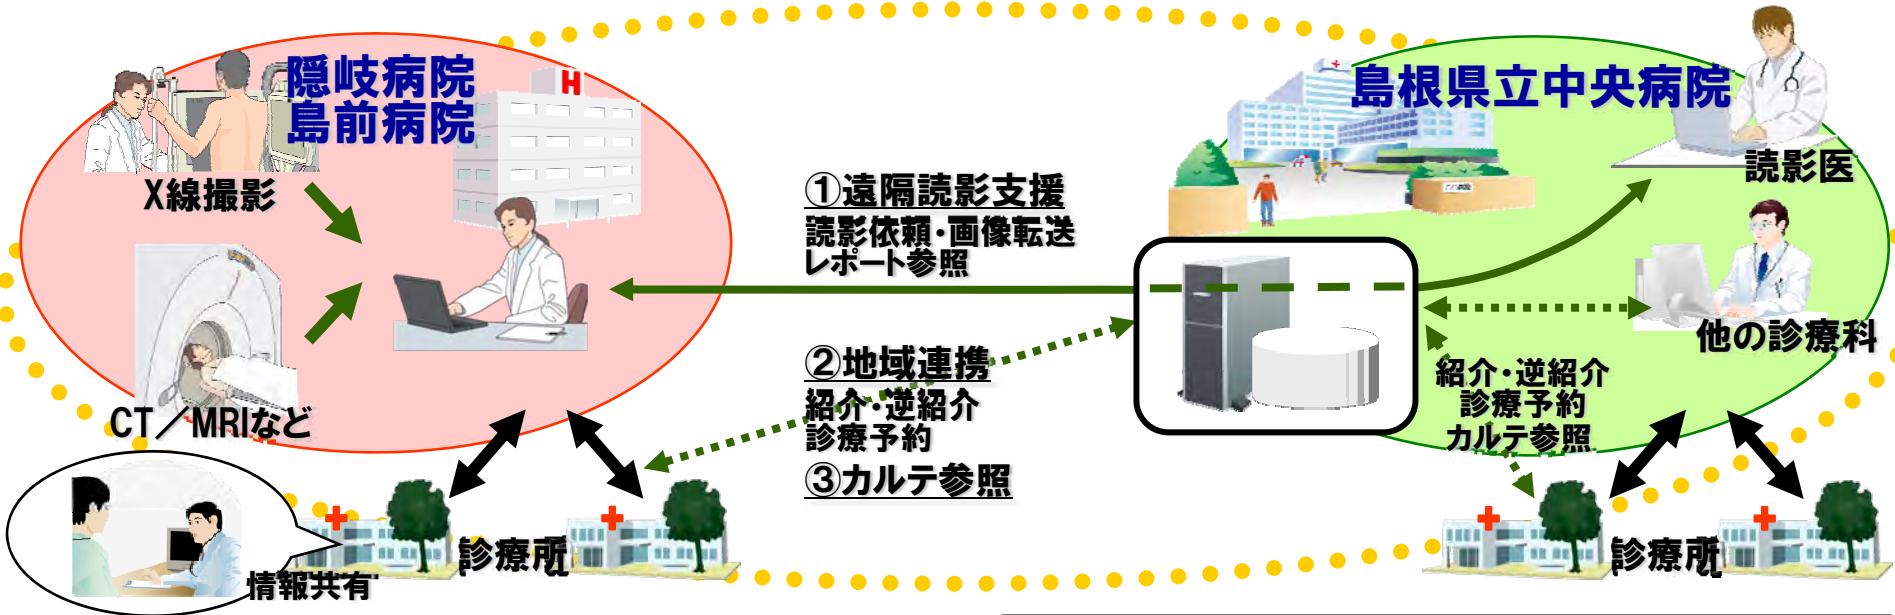 隠岐病院
島前病院
X線撮影
CT／MRIなど
情報共有
診療所
①遠隔読影支援
読影依頼・画像転送
レポート参照
②地域連携
紹介・逆紹介
診療予約
③カルテ参照
島根県立中央病院
読影医
他の診療科
紹介・逆紹介
診療予約
カルテ参照
診療所
H